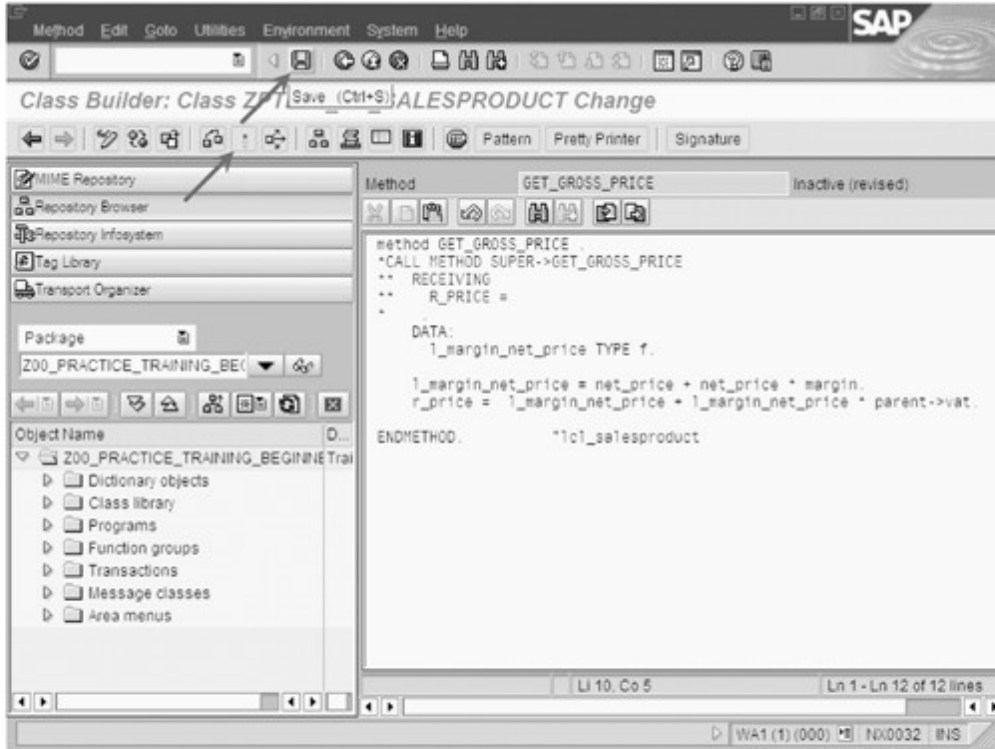 Method Edit Goto Utilities Environment System Help
SAP
Save (Ctrl+S)
Class Builder: Class ALESPRODUCT Change
Pattern Pretty Printer Signature
MIME Repository
Repository Browser
Repository Infosystem
Tag Library
Transport Organizer
Package
Z00_PRACTICE_TRAINING_BE(
Object Name D...
Z00_PRACTICE_TRAINING_BEGINNE Trai
Dictionary objects
Class library
Programs
Function groups
Transactions
Message classes
Area menus
Method GET_GROSS_PRICE Inactive (revised)
method GET_GROSS_PRICE .
*CALL METHOD SUPER->GET_GROSS_PRICE
** RECEIVING
** R_PRICE =
*
DATA:
l_margin_net_price TYPE f.
l_margin_net_price = net_price + net_price * margin.
r_price = l_margin_net_price + l_margin_net_price * parent->vat.
ENDMETHOD. "lcl_salesproduct
Li 10, Co 5 Ln 1 - Ln 12 of 12 lines
WA1 (1) (000) NX0032 INS